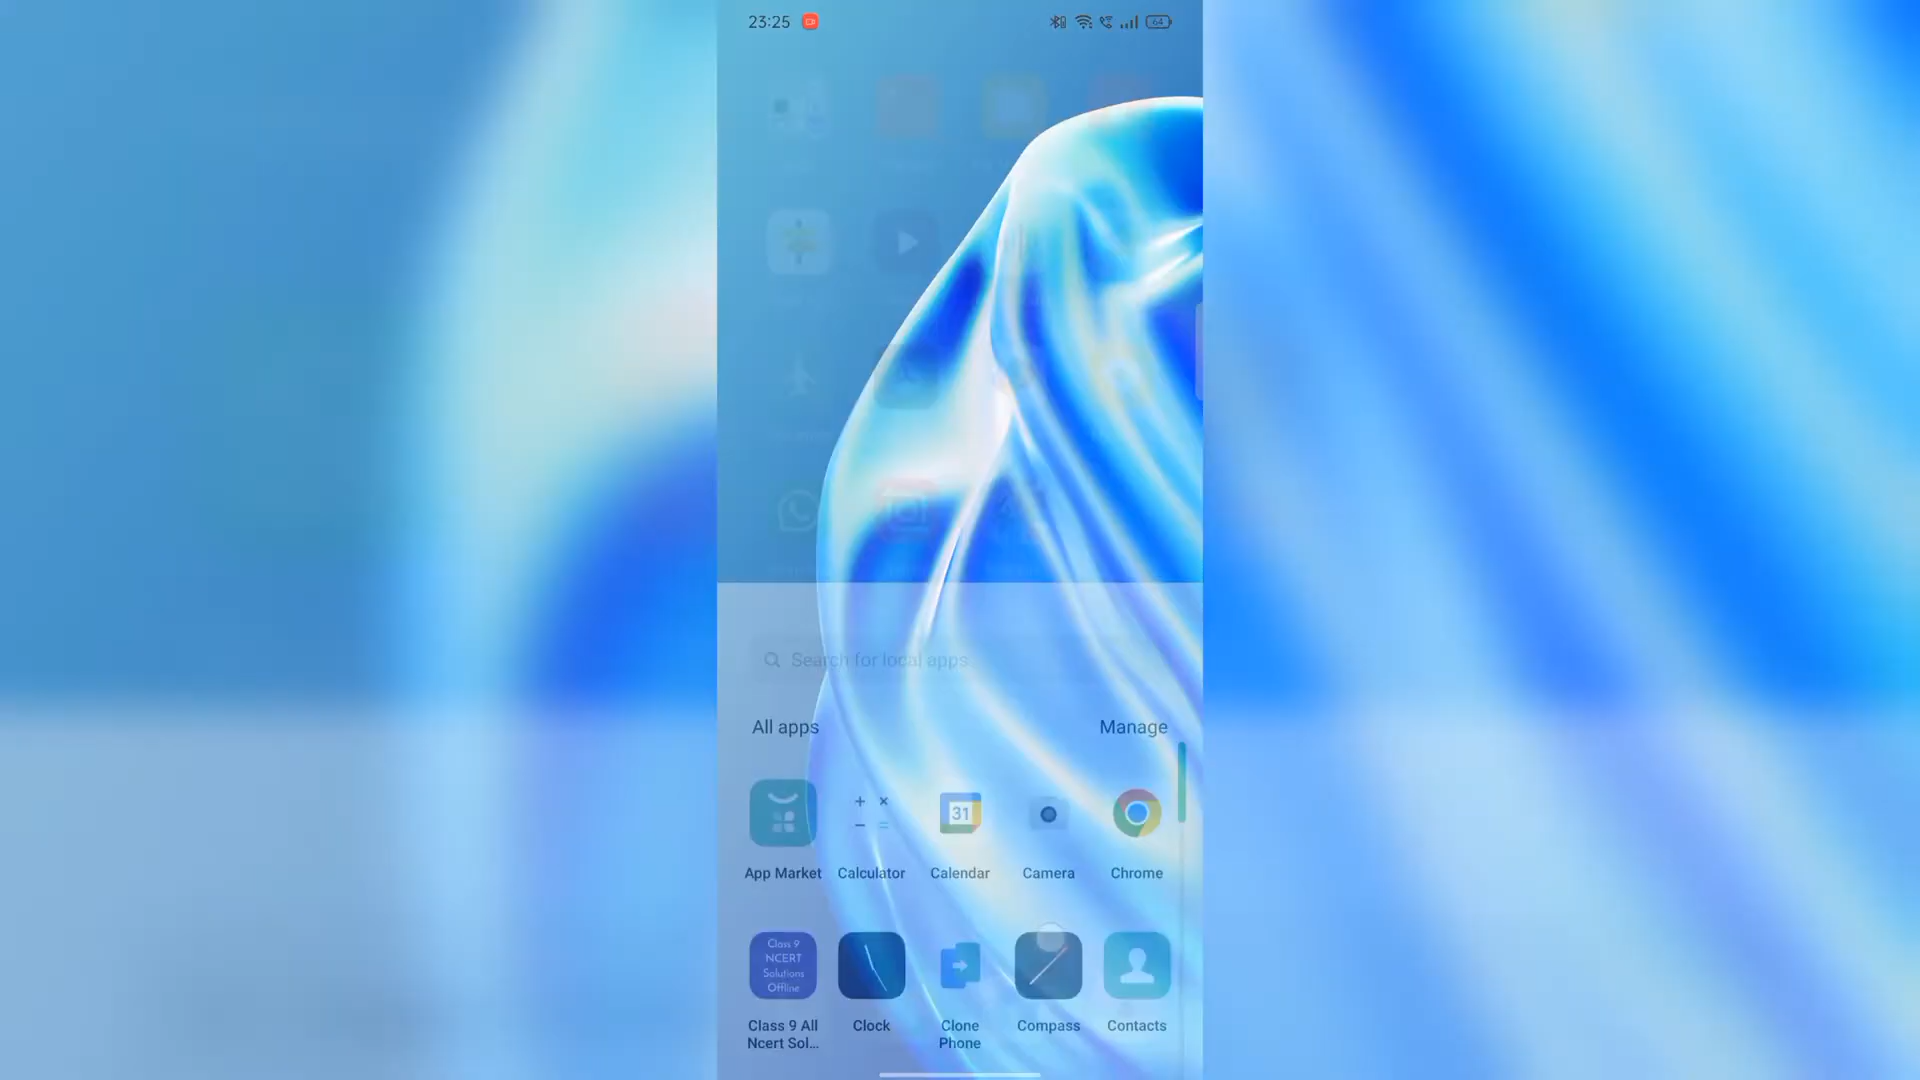 23:25
64
Search for local apps
All apps
Manage
31
App Market
Calculator
Calendar
Camera
Chrome
Class 9
NCERT
Solutions
Offline
Class 9 All
Ncert Sol...
Clock
Clone
Phone
Compass
Contacts